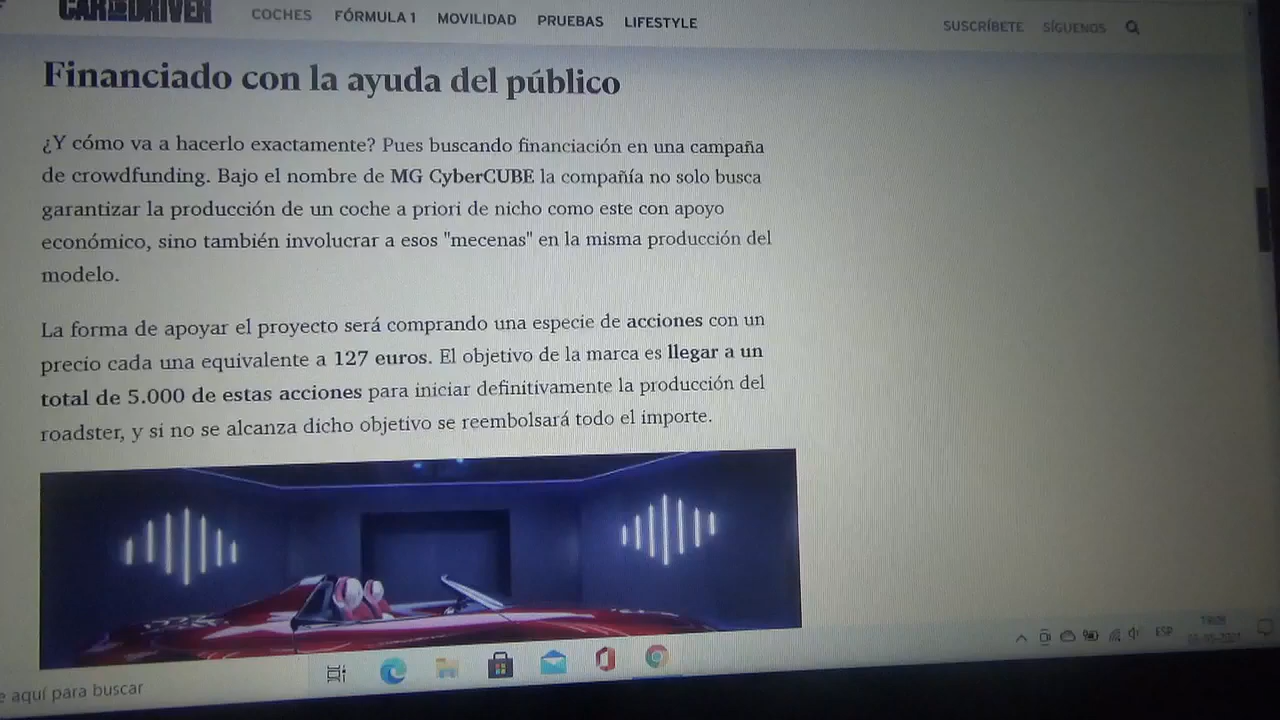 CAR AND DRIVER
COCHES FÓRMULA 1 MOVILIDAD PRUEBAS LIFESTYLE SUSCRÍBETE SÍGUENOS
Financiado con la ayuda del público
¿Y cómo va a hacerlo exactamente? Pues buscando financiación en una campaña
de crowdfunding. Bajo el nombre de MG CyberCUBE la compañía no solo busca
garantizar la producción de un coche a priori de nicho como este con apoyo
económico, sino también involucrar a esos "mecenas" en la misma producción del
modelo.
La forma de apoyar el proyecto será comprando una especie de acciones con un
precio cada una equivalente a 127 euros. El objetivo de la marca es llegar a un
total de 5.000 de estas acciones para iniciar definitivamente la producción del
roadster, y si no se alcanza dicho objetivo se reembolsará todo el importe.
ESP
e aquí para buscar